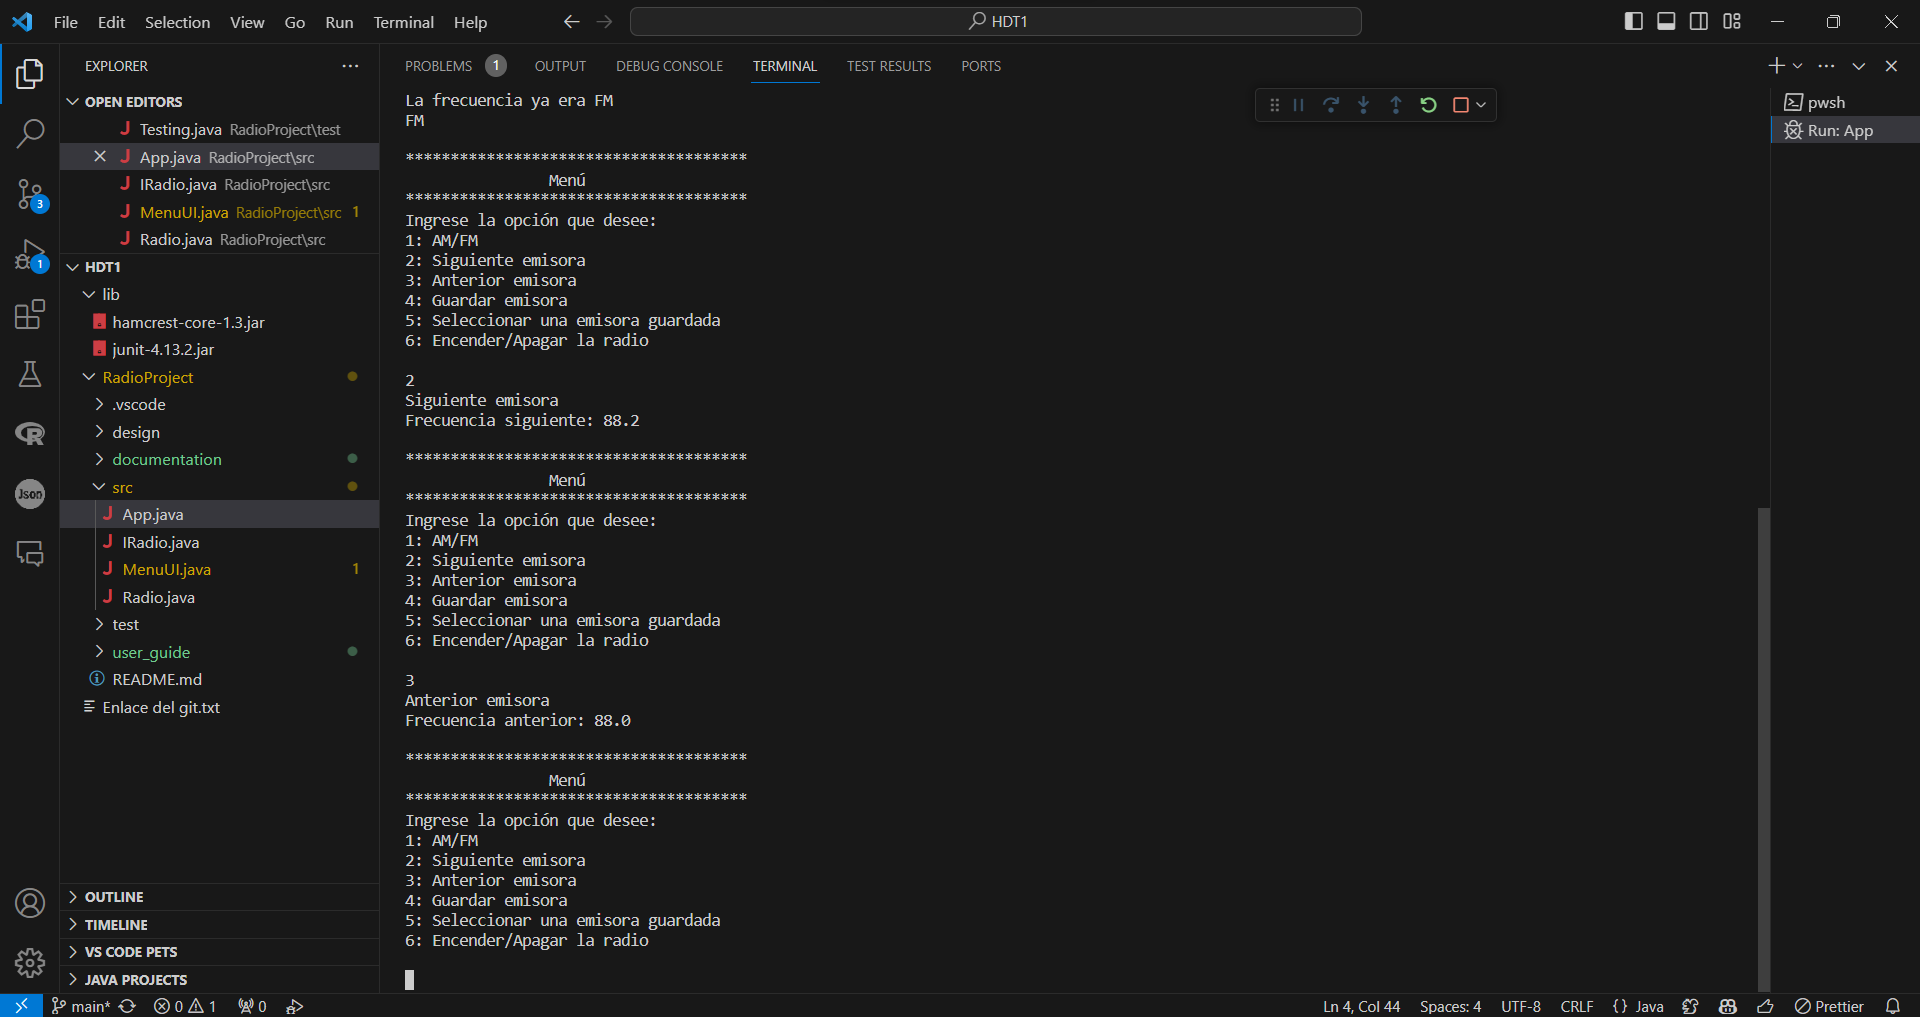 File Edit Selection View Go Run Terminal Help
HDT1
EXPLORER
OPEN EDITORS
Testing.java RadioProject\test
App.java RadioProject\src
IRadio.java RadioProject\src
MenuUI.java RadioProject\src 1
Radio.java RadioProject\src
HDT1
lib
hamcrest-core-1.3.jar
junit-4.13.2.jar
RadioProject
.vscode
design
documentation
src
App.java
IRadio.java
MenuUI.java 1
Radio.java
test
user_guide
README.md
Enlace del git.txt
OUTLINE
TIMELINE
VS CODE PETS
JAVA PROJECTS
3
1
R
Json
PROBLEMS 1 OUTPUT DEBUG CONSOLE TERMINAL TEST RESULTS PORTS
La frecuencia ya era FM
FM
**************************************
Menú
**************************************
Ingrese la opción que desee:
1: AM/FM
2: Siguiente emisora
3: Anterior emisora
4: Guardar emisora
5: Seleccionar una emisora guardada
6: Encender/Apagar la radio
2
Siguiente emisora
Frecuencia siguiente: 88.2
**************************************
Menú
**************************************
Ingrese la opción que desee:
1: AM/FM
2: Siguiente emisora
3: Anterior emisora
4: Guardar emisora
5: Seleccionar una emisora guardada
6: Encender/Apagar la radio
3
Anterior emisora
Frecuencia anterior: 88.0
**************************************
Menú
**************************************
Ingrese la opción que desee:
1: AM/FM
2: Siguiente emisora
3: Anterior emisora
4: Guardar emisora
5: Seleccionar una emisora guardada
6: Encender/Apagar la radio
pwsh
Run: App
main* 0 1 0
Ln 4, Col 44 Spaces: 4 UTF-8 CRLF {} Java Prettier